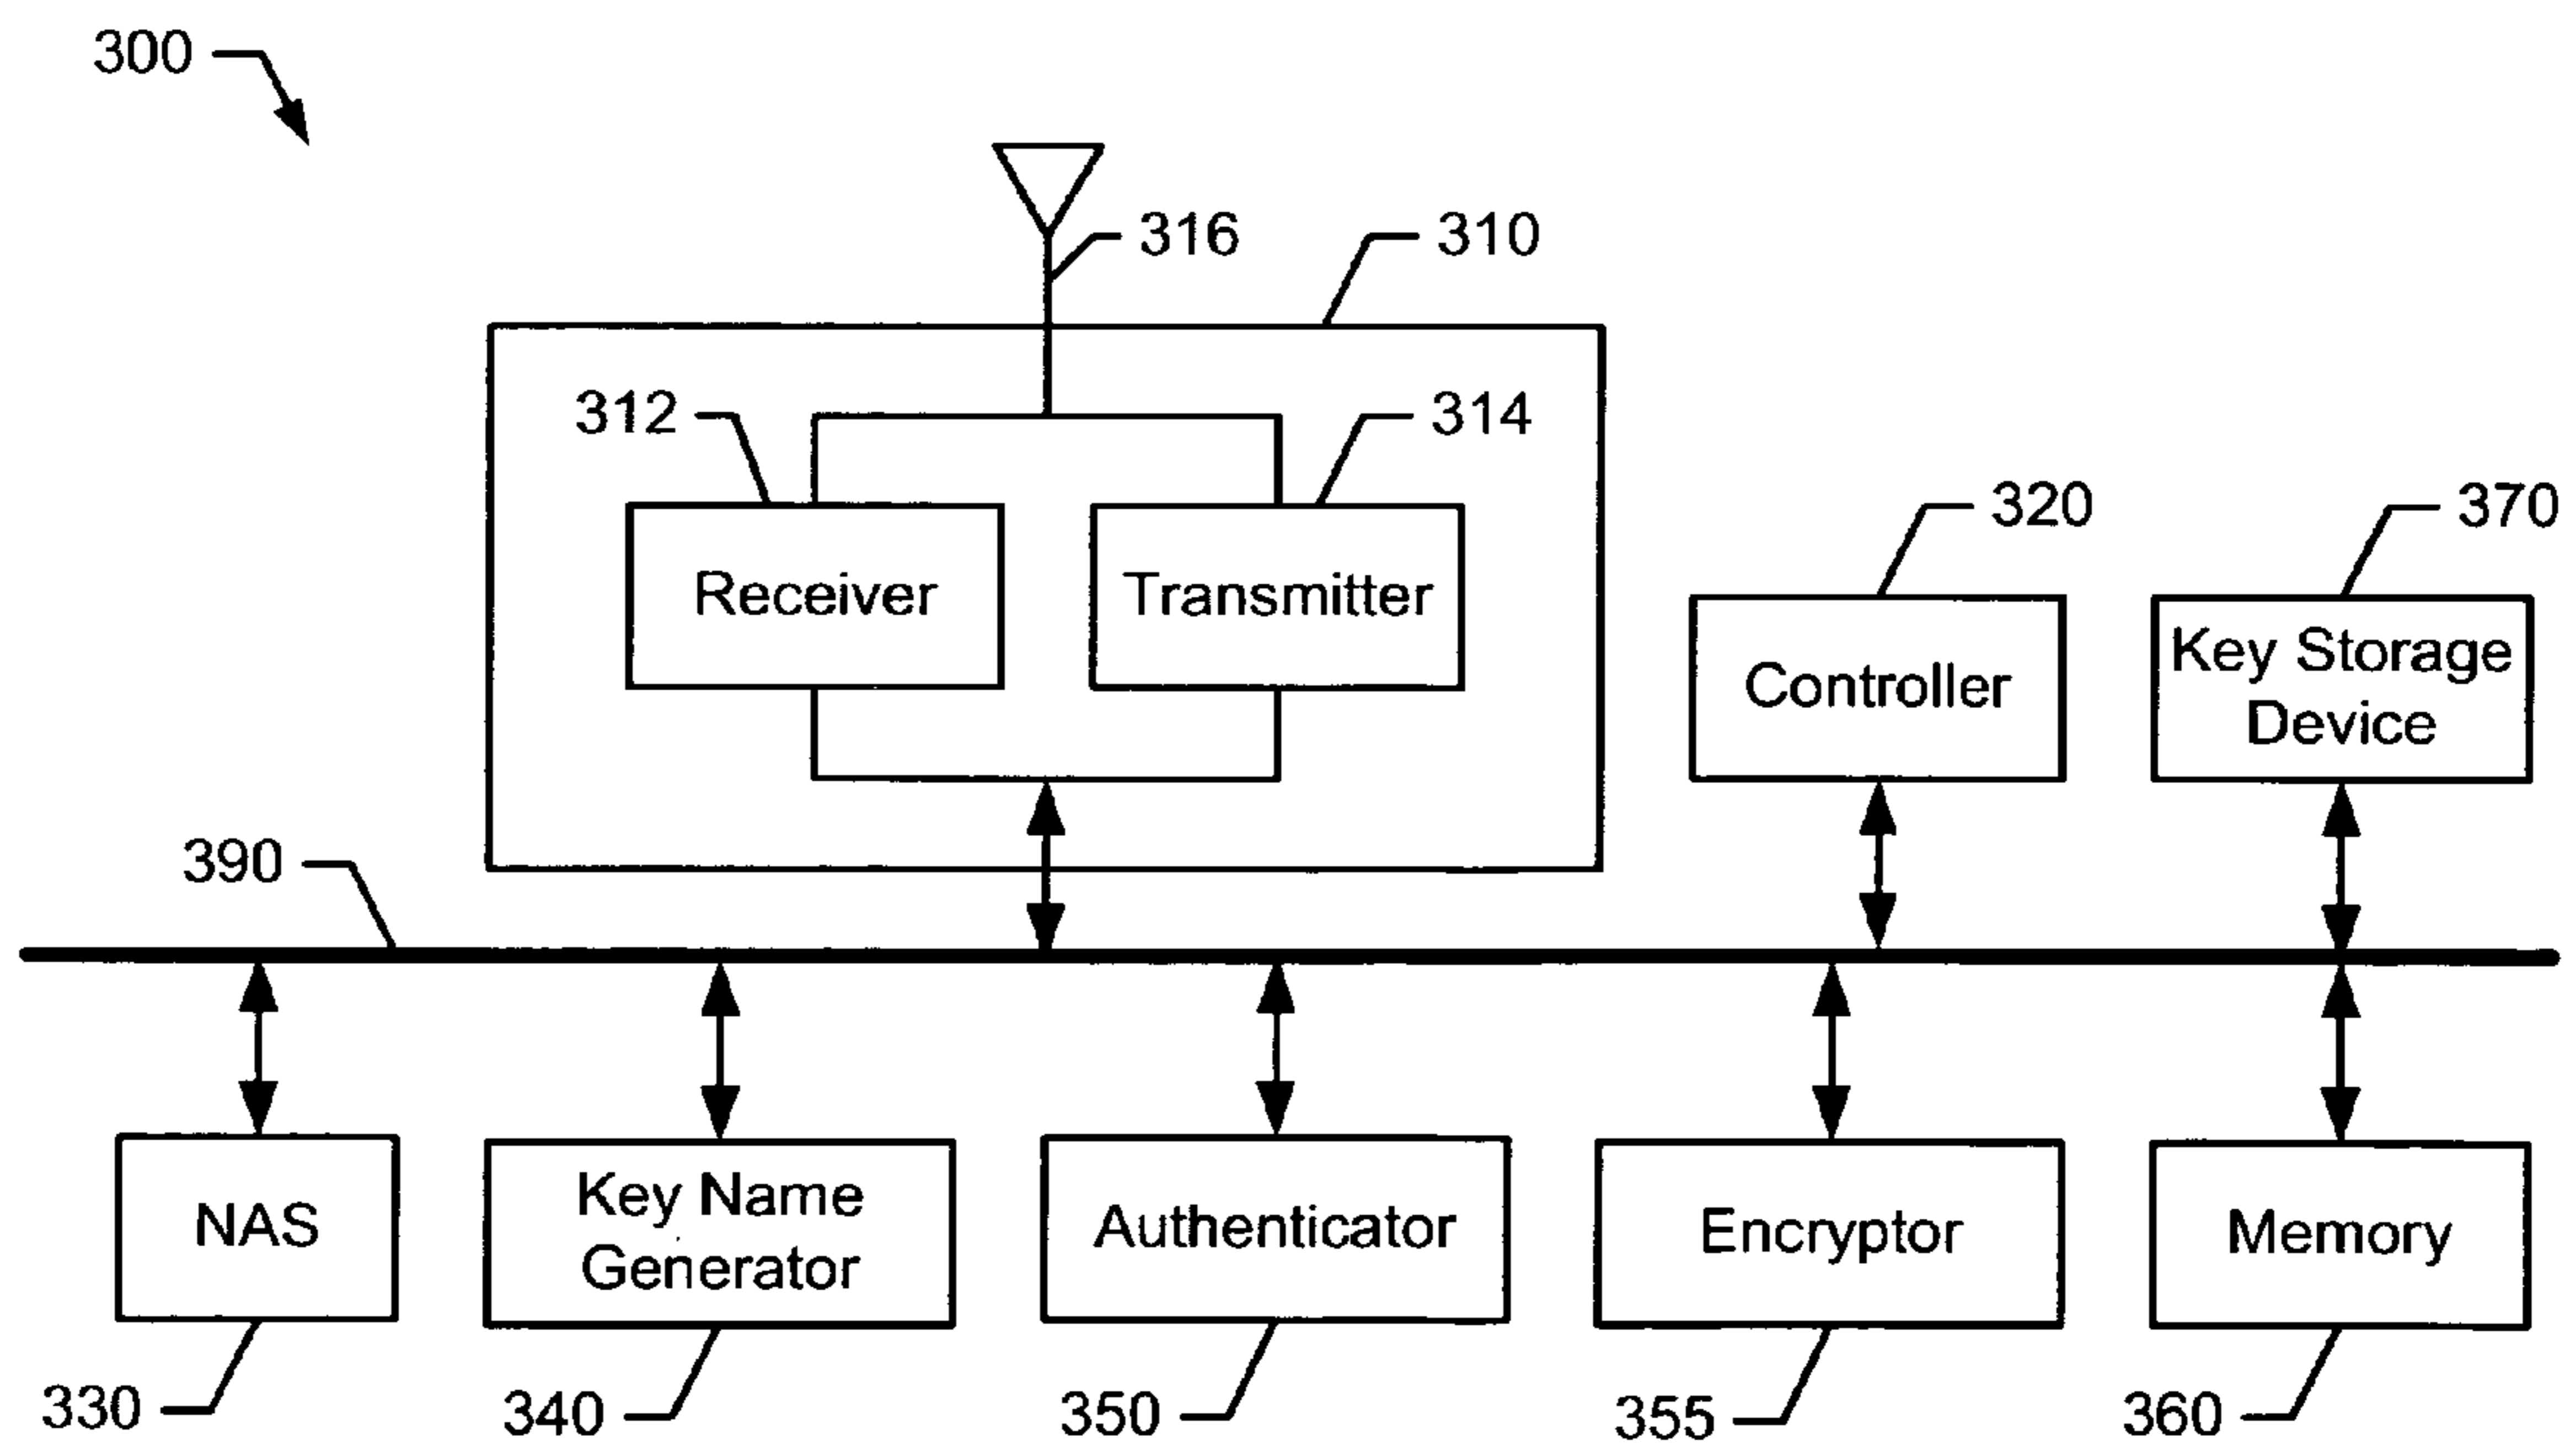 300
316
310
312
314
Receiver
Transmitter
320
370
Controller
Key Storage
Device
390
NAS
Key Name
Generator
Authenticator
Encryptor
Memory
330
340
350
355
360